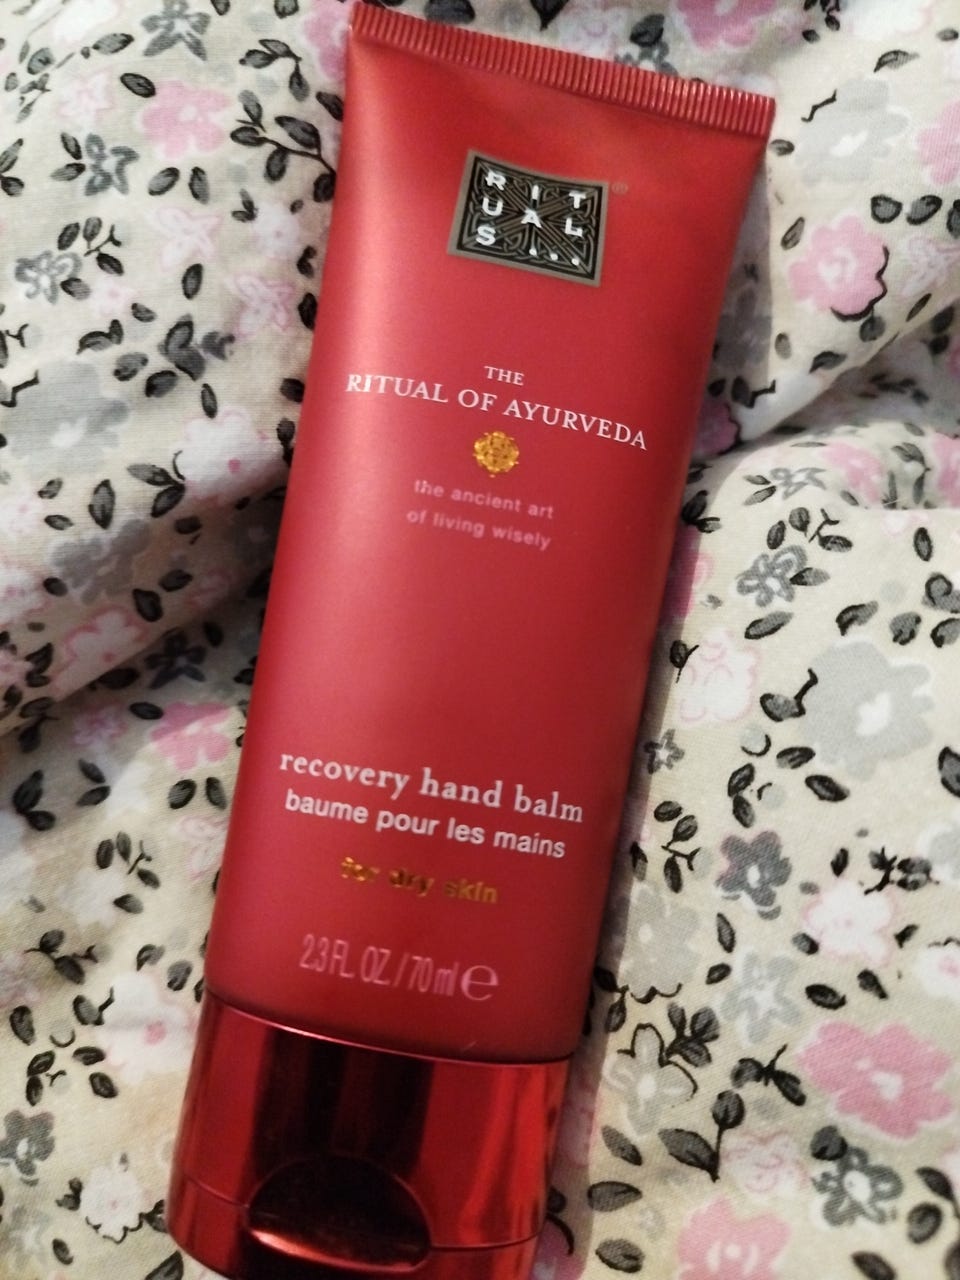 RIT
UAL
S...
®
THE
RITUAL OF AYURVEDA
the ancient art
of living wisely
recovery hand balm
baume pour les mains
for dry skin
2.3 FL. OZ. / 70 ml ℮